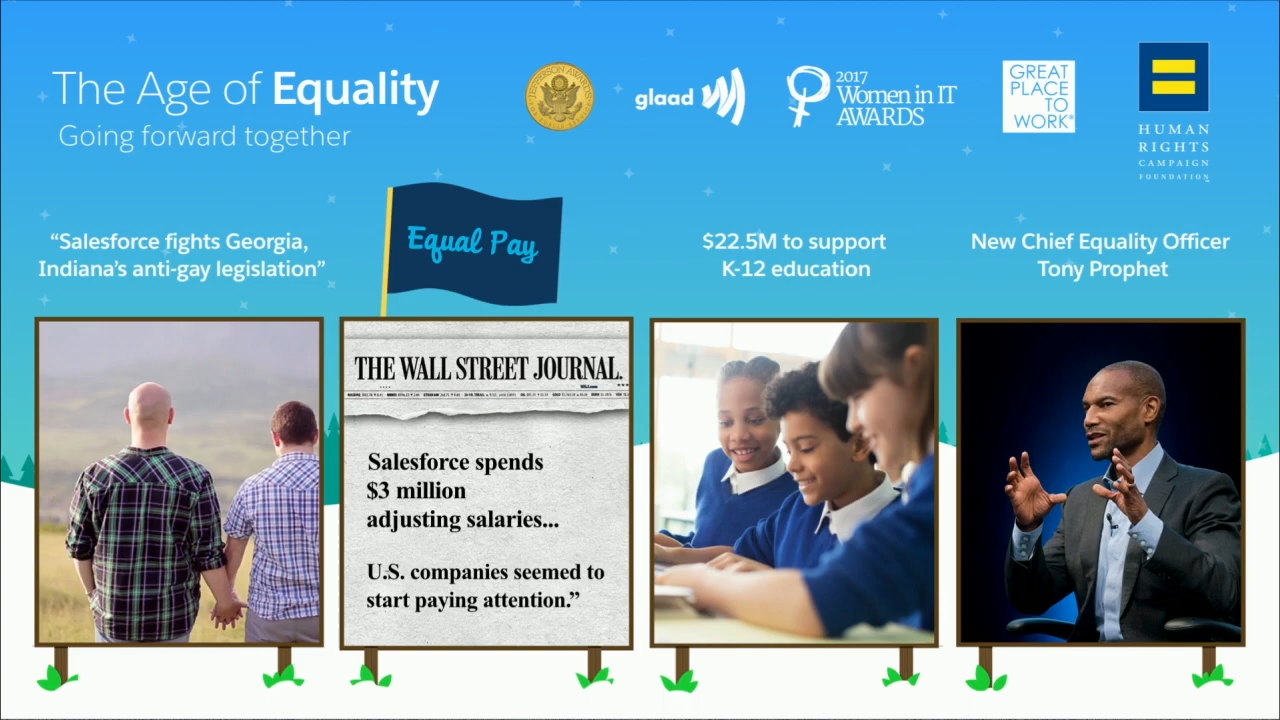 The Age of Equality
Going forward together
JEFFERSON AWARDS
glaad
2017
Women in IT
AWARDS
GREAT
PLACE
TO
WORK®
HUMAN
RIGHTS
CAMPAIGN
FOUNDATION™
“Salesforce fights Georgia,
Indiana’s anti-gay legislation”
Equal Pay
$22.5M to support
K-12 education
New Chief Equality Officer
Tony Prophet
THE WALL STREET JOURNAL.
Salesforce spends
$3 million
adjusting salaries...
U.S. companies seemed to
start paying attention.”